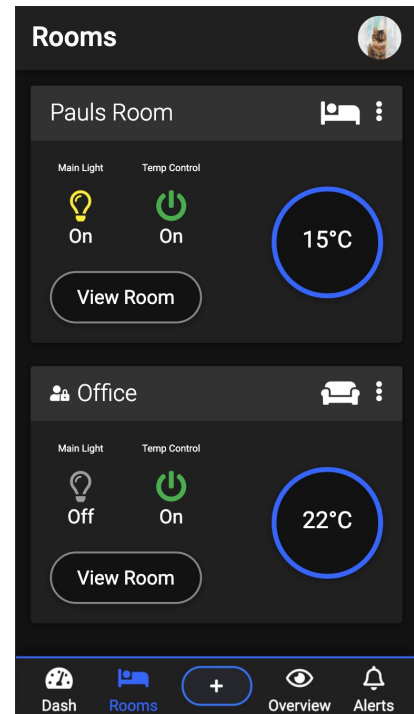 Rooms
Pauls Room
Main Light Temp Control
On On
15°C
View Room
Office
Main Light Temp Control
Off On
22°C
View Room
+
Dash Rooms Overview Alerts